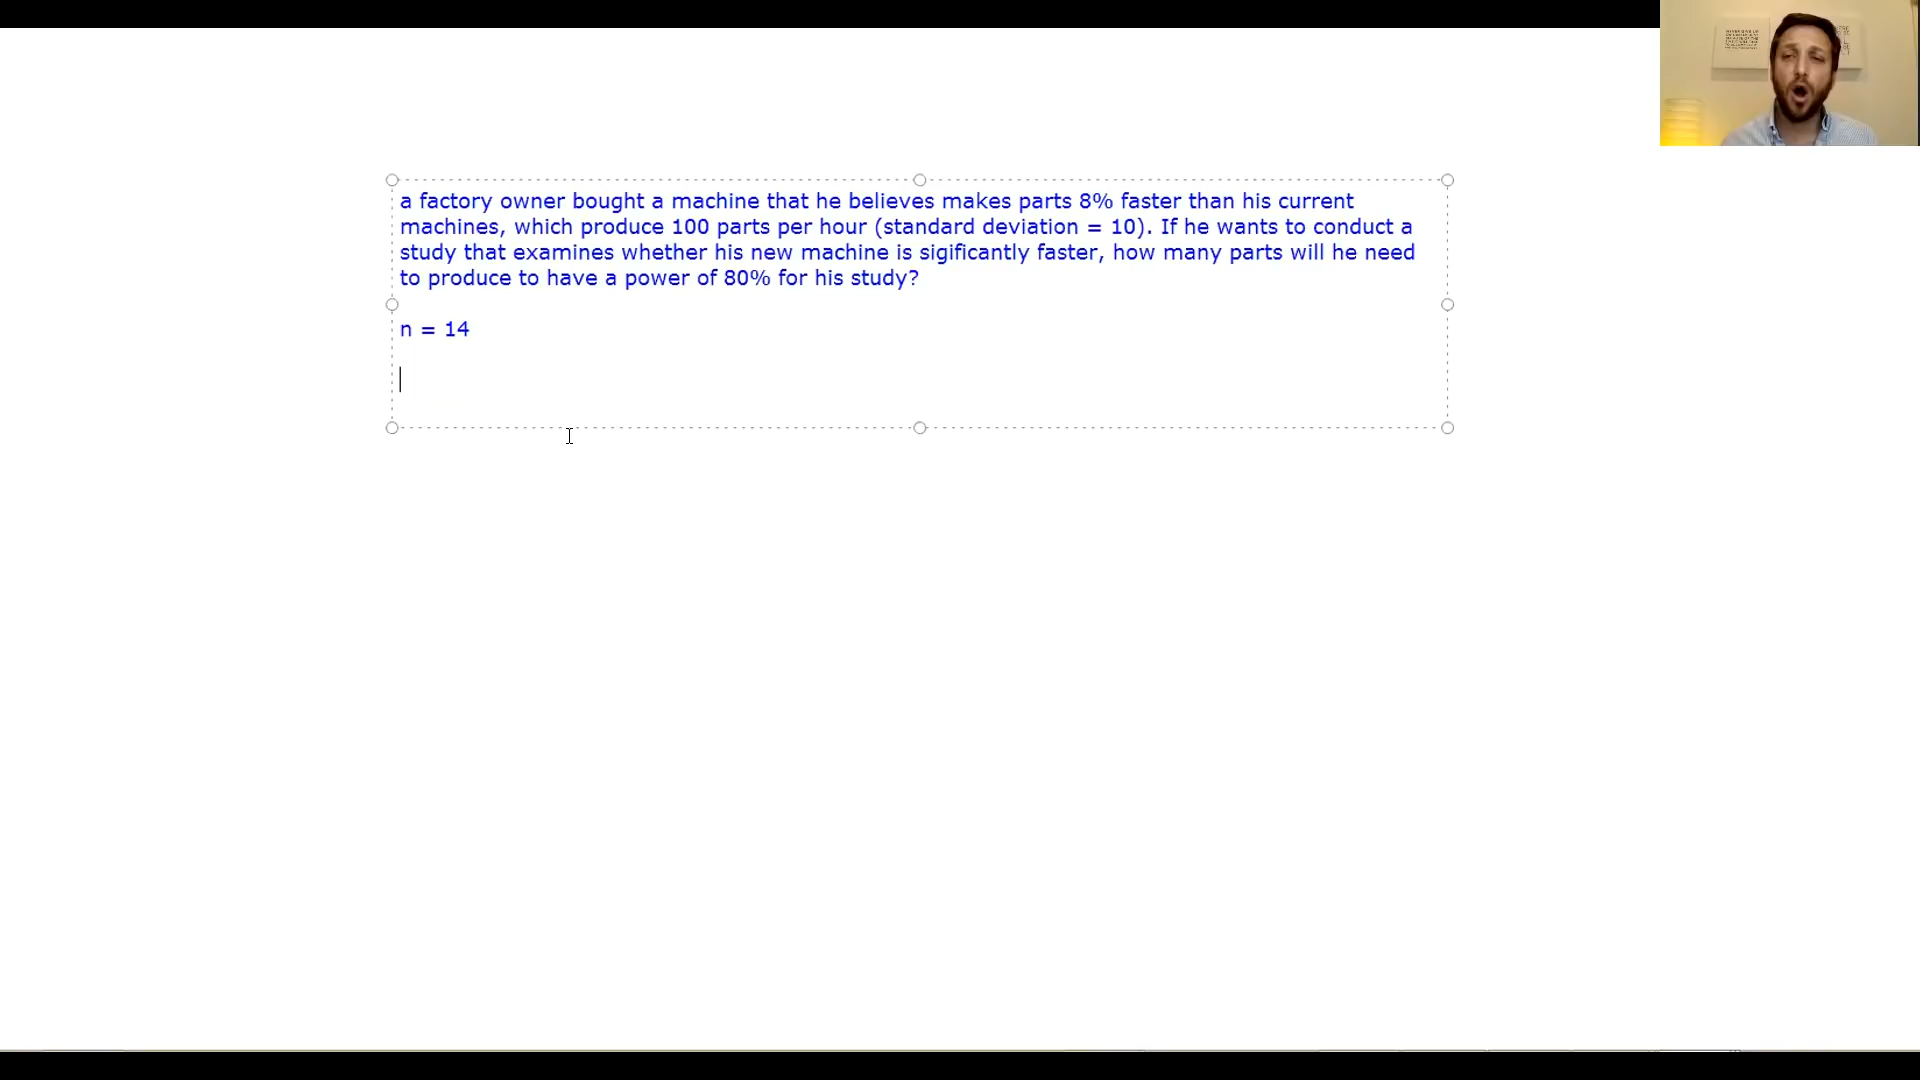 a factory owner bought a machine that he believes makes parts 8% faster than his current
machines, which produce 100 parts per hour (standard deviation = 10). If he wants to conduct a
study that examines whether his new machine is sigificantly faster, how many parts will he need
to produce to have a power of 80% for his study?
n = 14